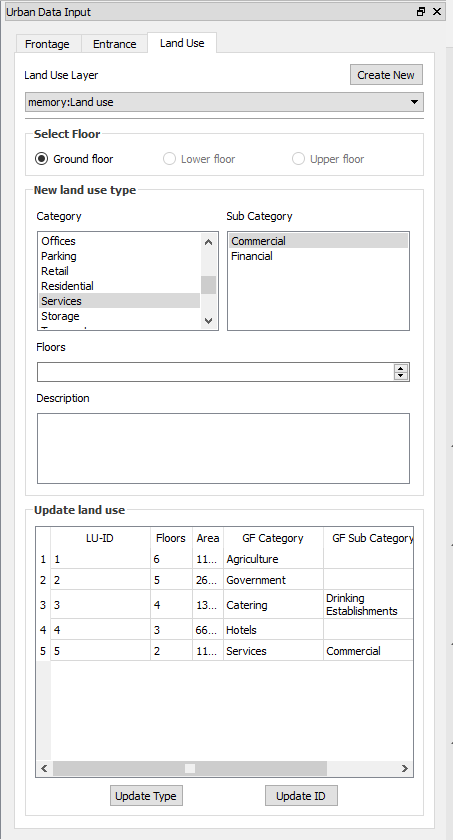 Urban Data Input
Frontage Entrance Land Use
Land Use Layer Create New
memory:Land use
Select Floor
Ground floor Lower floor Upper floor
New land use type
Category Sub Category
Offices Commercial
Parking Financial
Retail
Residential
Services
Storage
Floors
Description
Update land use
LU-ID Floors Area GF Category GF Sub Category
1 1 6 11... Agriculture
2 2 5 26... Government
3 3 4 13... Catering Drinking
Establishments
4 4 3 66... Hotels
5 5 2 11... Services Commercial
Update Type Update ID